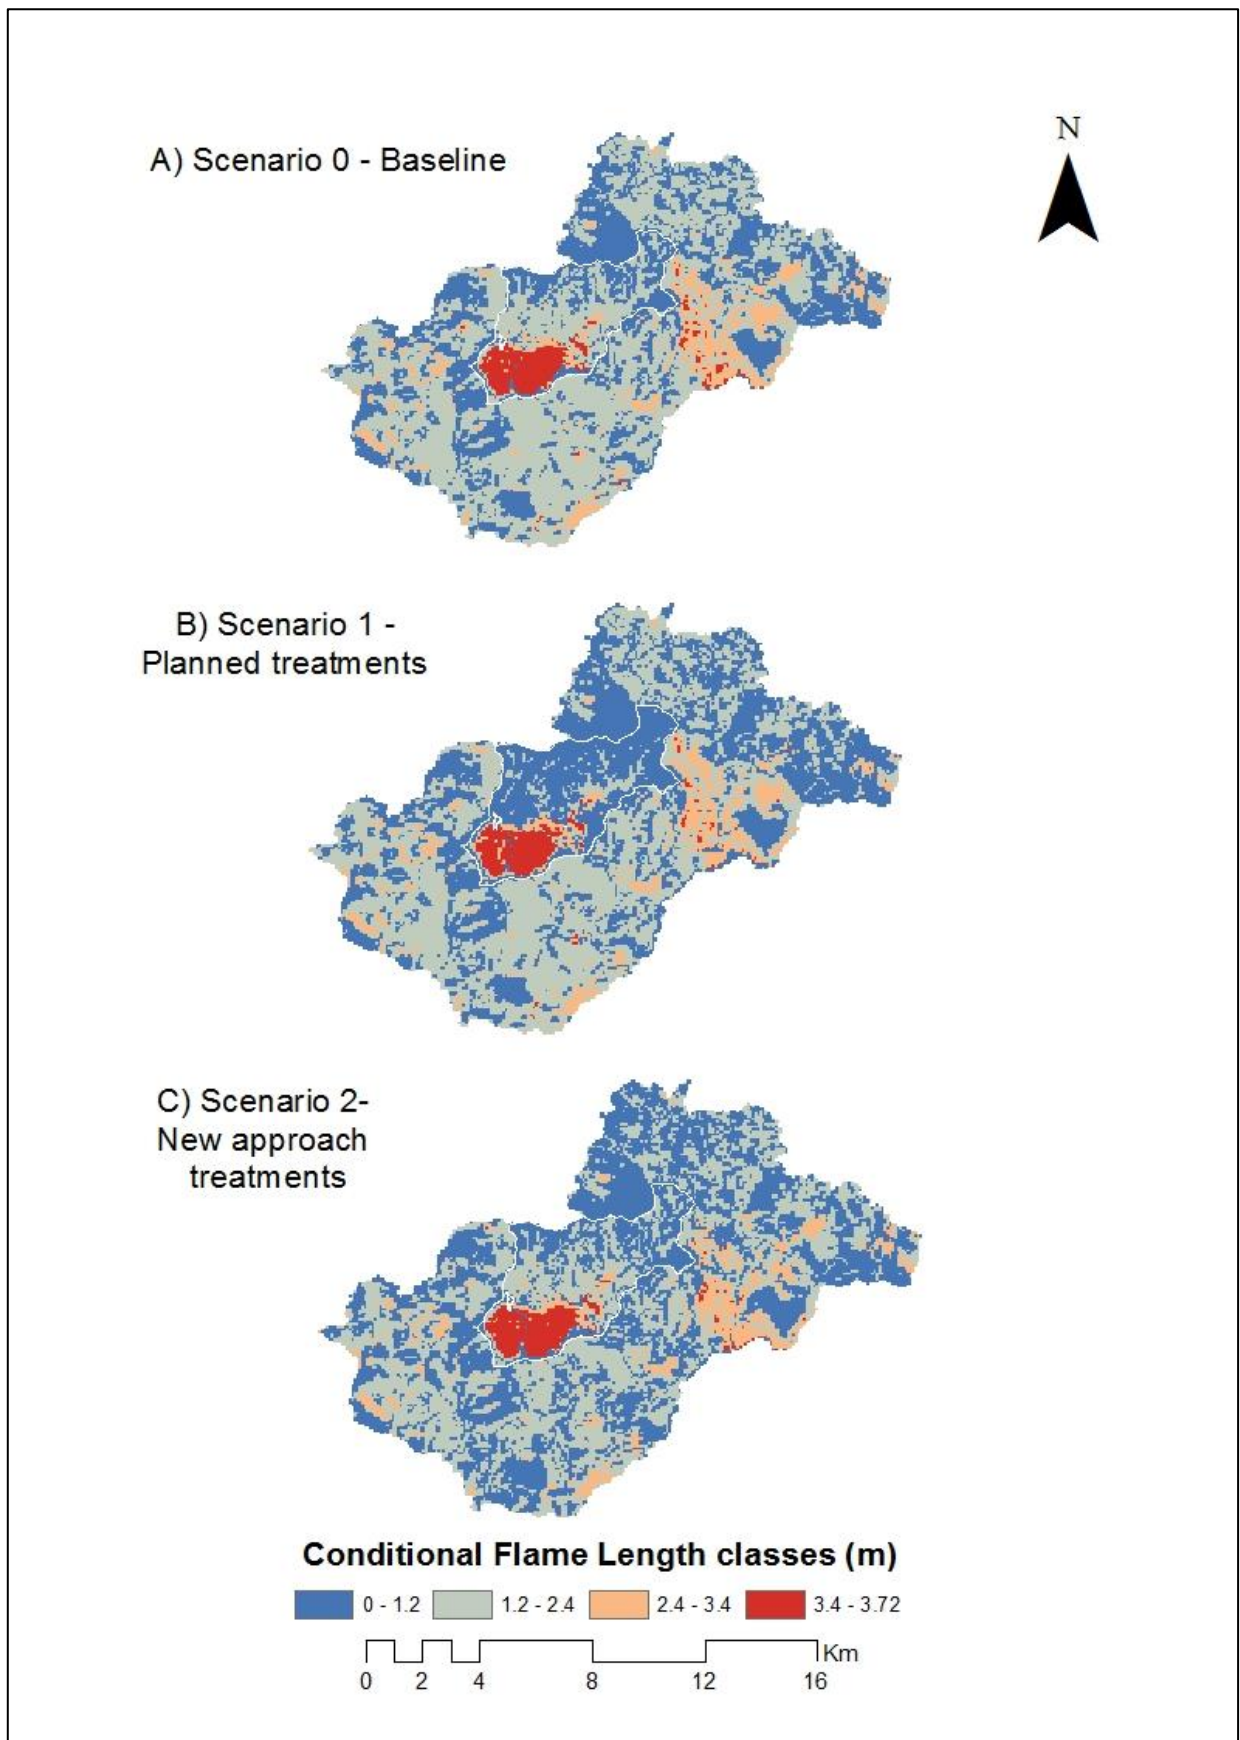 N
A) Scenario 0 - Baseline
B) Scenario 1 -
Planned treatments
C) Scenario 2-
New approach
treatments
Conditional Flame Length classes (m)
0 - 1.2 1.2 - 2.4 2.4 - 3.4 3.4 - 3.72
Km
0 2 4 8 12 16